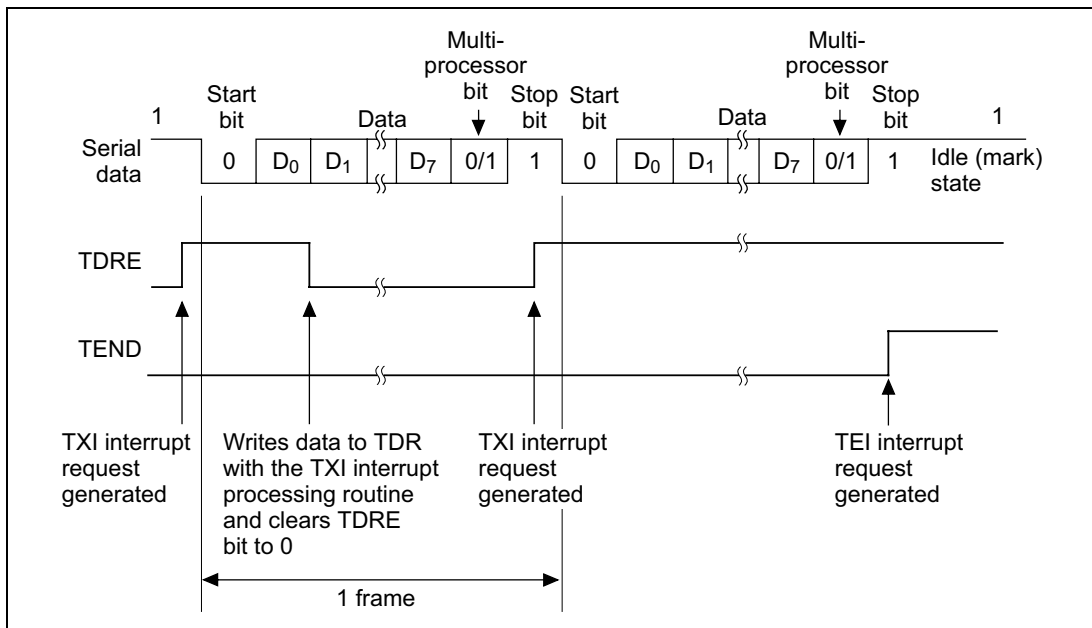 Multi-
processor
bit
Multi-
processor
bit
1
Start
bit
Data
Stop
bit
Start
bit
Data
Stop
bit
1
Serial
data
0 D0 D1 D7 0/1 1 0 D0 D1 D7 0/1 1
Idle (mark)
state
TDRE
TEND
TXI interrupt
request
generated
Writes data to TDR
with the TXI interrupt
processing routine
and clears TDRE
bit to 0
TXI interrupt
request
generated
TEI interrupt
request
generated
1 frame